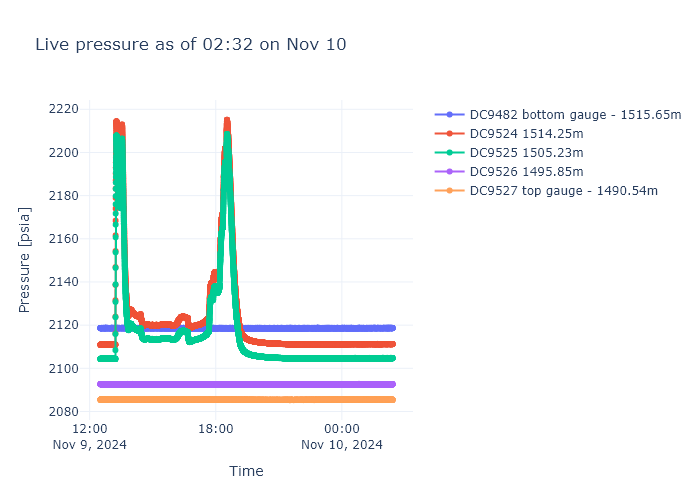 Live pressure as of 02:32 on Nov 10
DC9482 bottom gauge - 1515.65m
DC9524 1514.25m
DC9525 1505.23m
DC9526 1495.85m
DC9527 top gauge - 1490.54m
Pressure [psia]
2220
2200
2180
2160
2140
2120
2100
2080
12:00
Nov 9, 2024
18:00
00:00
Nov 10, 2024
Time